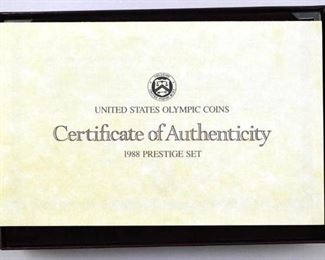 UNITED STATES OLYMPIC COINS
Certificate of Authenticity
1988 PRESTIGE SET